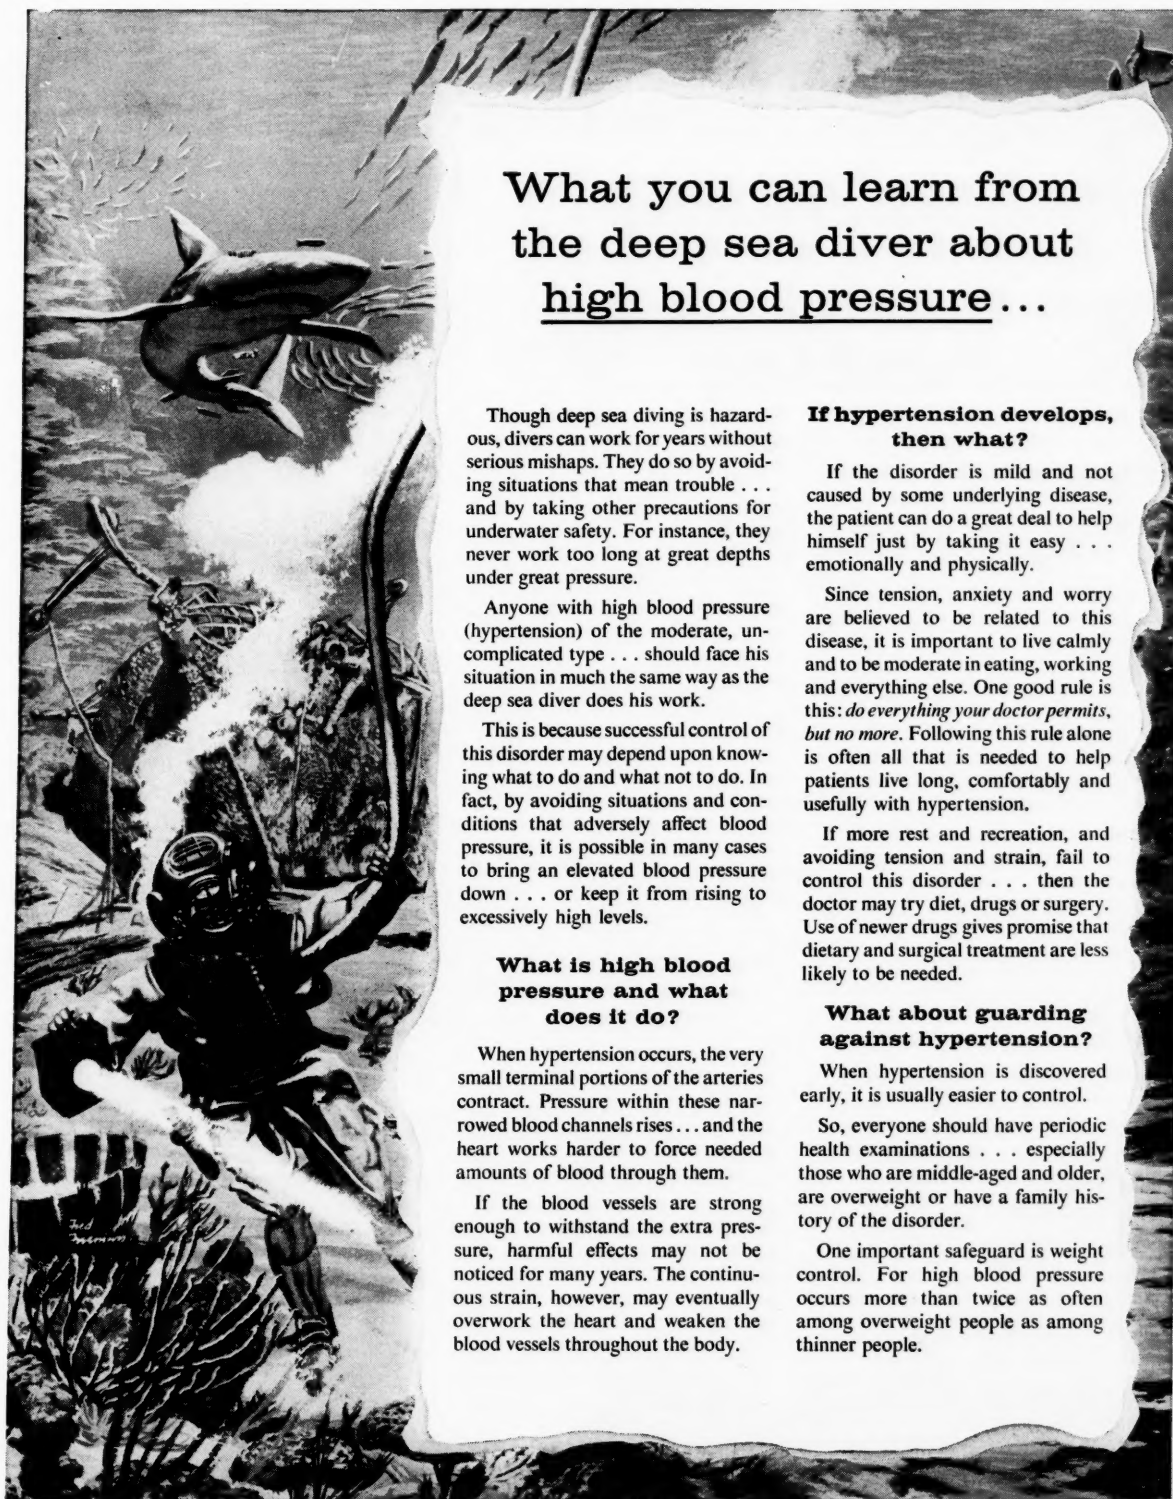 What you can learn from
the deep sea diver about
high blood pressure...
Though deep sea diving is hazard-
ous, divers can work for years without
serious mishaps. They do so by avoid-
ing situations that mean trouble . . .
and by taking other precautions for
underwater safety. For instance, they
never work too long at great depths
under great pressure.
Anyone with high blood pressure
(hypertension) of the moderate, un-
complicated type . . . should face his
situation in much the same way as the
deep sea diver does his work.
This is because successful control of
this disorder may depend upon know-
ing what to do and what not to do. In
fact, by avoiding situations and con-
ditions that adversely affect blood
pressure, it is possible in many cases
to bring an elevated blood pressure
down . . . or keep it from rising to
excessively high levels.
What is high blood
pressure and what
does it do?
When hypertension occurs, the very
small terminal portions of the arteries
contract. Pressure within these nar-
rowed blood channels rises . . . and the
heart works harder to force needed
amounts of blood through them.
If the blood vessels are strong
enough to withstand the extra pres-
sure, harmful effects may not be
noticed for many years. The continu-
ous strain, however, may eventually
overwork the heart and weaken the
blood vessels throughout the body.
If hypertension develops,
then what?
If the disorder is mild and not
caused by some underlying disease,
the patient can do a great deal to help
himself just by taking it easy . . .
emotionally and physically.
Since tension, anxiety and worry
are believed to be related to this
disease, it is important to live calmly
and to be moderate in eating, working
and everything else. One good rule is
this: do everything your doctor permits,
but no more. Following this rule alone
is often all that is needed to help
patients live long, comfortably and
usefully with hypertension.
If more rest and recreation, and
avoiding tension and strain, fail to
control this disorder . . . then the
doctor may try diet, drugs or surgery.
Use of newer drugs gives promise that
dietary and surgical treatment are less
likely to be needed.
What about guarding
against hypertension?
When hypertension is discovered
early, it is usually easier to control.
So, everyone should have periodic
health examinations . . . especially
those who are middle-aged and older,
are overweight or have a family his-
tory of the disorder.
One important safeguard is weight
control. For high blood pressure
occurs more than twice as often
among overweight people as among
thinner people.
Fred